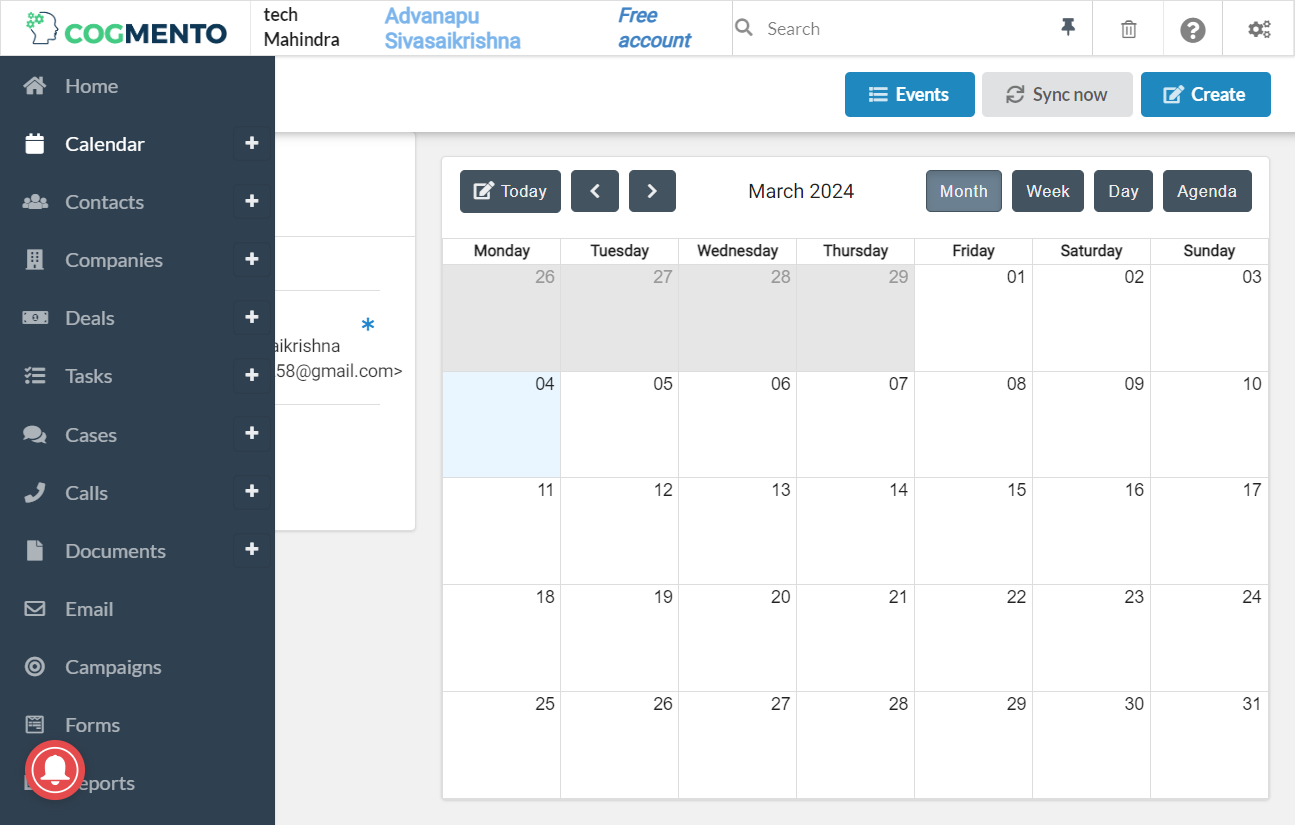 COGMENTO
tech
Mahindra
Advanapu
Sivasaikrishna
Free
account
Search
Home
Calendar
Contacts
Companies
Deals
Tasks
Cases
Calls
Documents
Email
Campaigns
Forms
Events
Sync now
Create
58@gmail.com>
Today
March 2024
Month
Week
Day
Agenda
Monday Tuesday Wednesday Thursday Friday Saturday Sunday
26 27 28 29 01 02 03
04 05 06 07 08 09 10
11 12 13 14 15 16 17
18 19 20 21 22 23 24
25 26 27 28 29 30 31